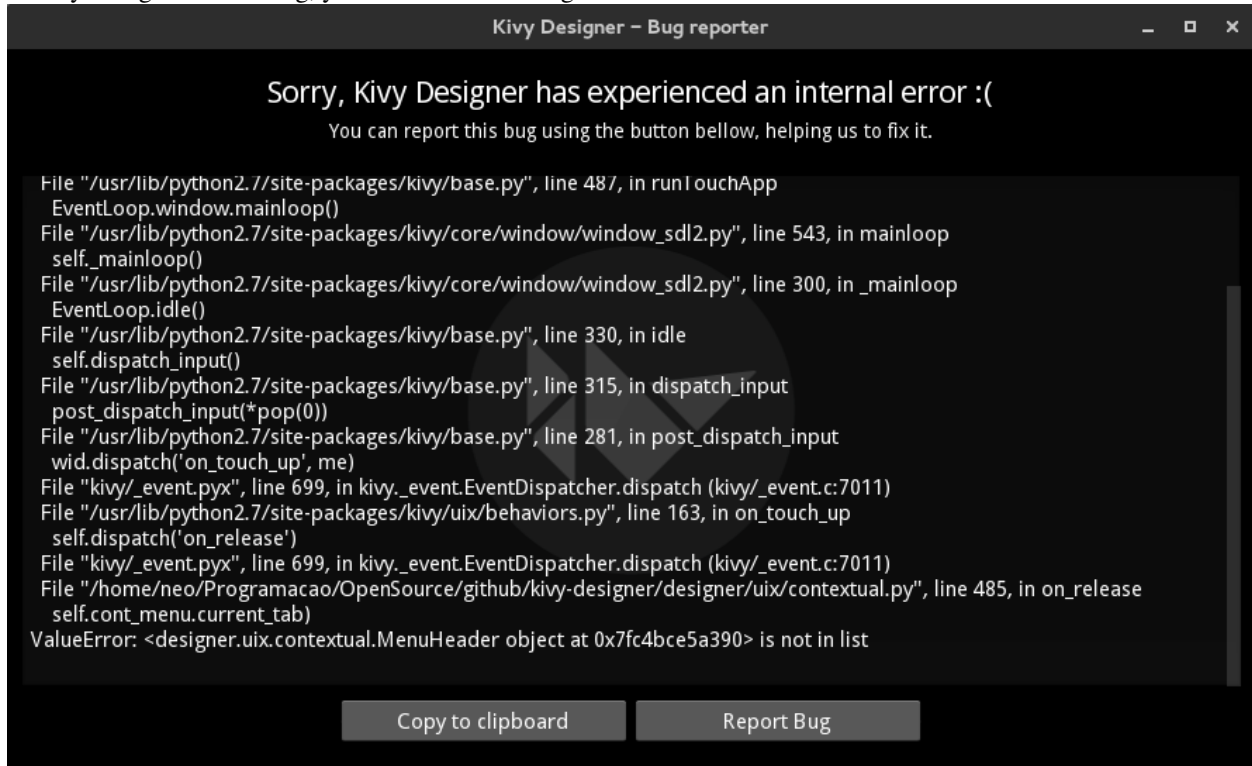 Kivy Designer – Bug reporter
Sorry, Kivy Designer has experienced an internal error :(
You can report this bug using the button bellow, helping us to fix it.
File "/usr/lib/python2.7/site-packages/kivy/base.py", line 487, in runTouchApp
EventLoop.window.mainloop()
File "/usr/lib/python2.7/site-packages/kivy/core/window/window_sdl2.py", line 543, in mainloop
self._mainloop()
File "/usr/lib/python2.7/site-packages/kivy/core/window/window_sdl2.py", line 300, in _mainloop
EventLoop.idle()
File "/usr/lib/python2.7/site-packages/kivy/base.py", line 330, in idle
self.dispatch_input()
File "/usr/lib/python2.7/site-packages/kivy/base.py", line 315, in dispatch_input
post_dispatch_input(*pop(0))
File "/usr/lib/python2.7/site-packages/kivy/base.py", line 281, in post_dispatch_input
wid.dispatch('on_touch_up', me)
File "kivy/_event.pyx", line 699, in kivy._event.EventDispatcher.dispatch (kivy/_event.c:7011)
File "/usr/lib/python2.7/site-packages/kivy/uix/behaviors.py", line 163, in on_touch_up
self.dispatch('on_release')
File "kivy/_event.pyx", line 699, in kivy._event.EventDispatcher.dispatch (kivy/_event.c:7011)
File "/home/neo/Programacao/OpenSource/github/kivy-designer/designer/uix/contextual.py", line 485, in on_release
self.cont_menu.current_tab)
ValueError: <designer.uix.contextual.MenuHeader object at 0x7fc4bce5a390> is not in list
Copy to clipboard
Report Bug